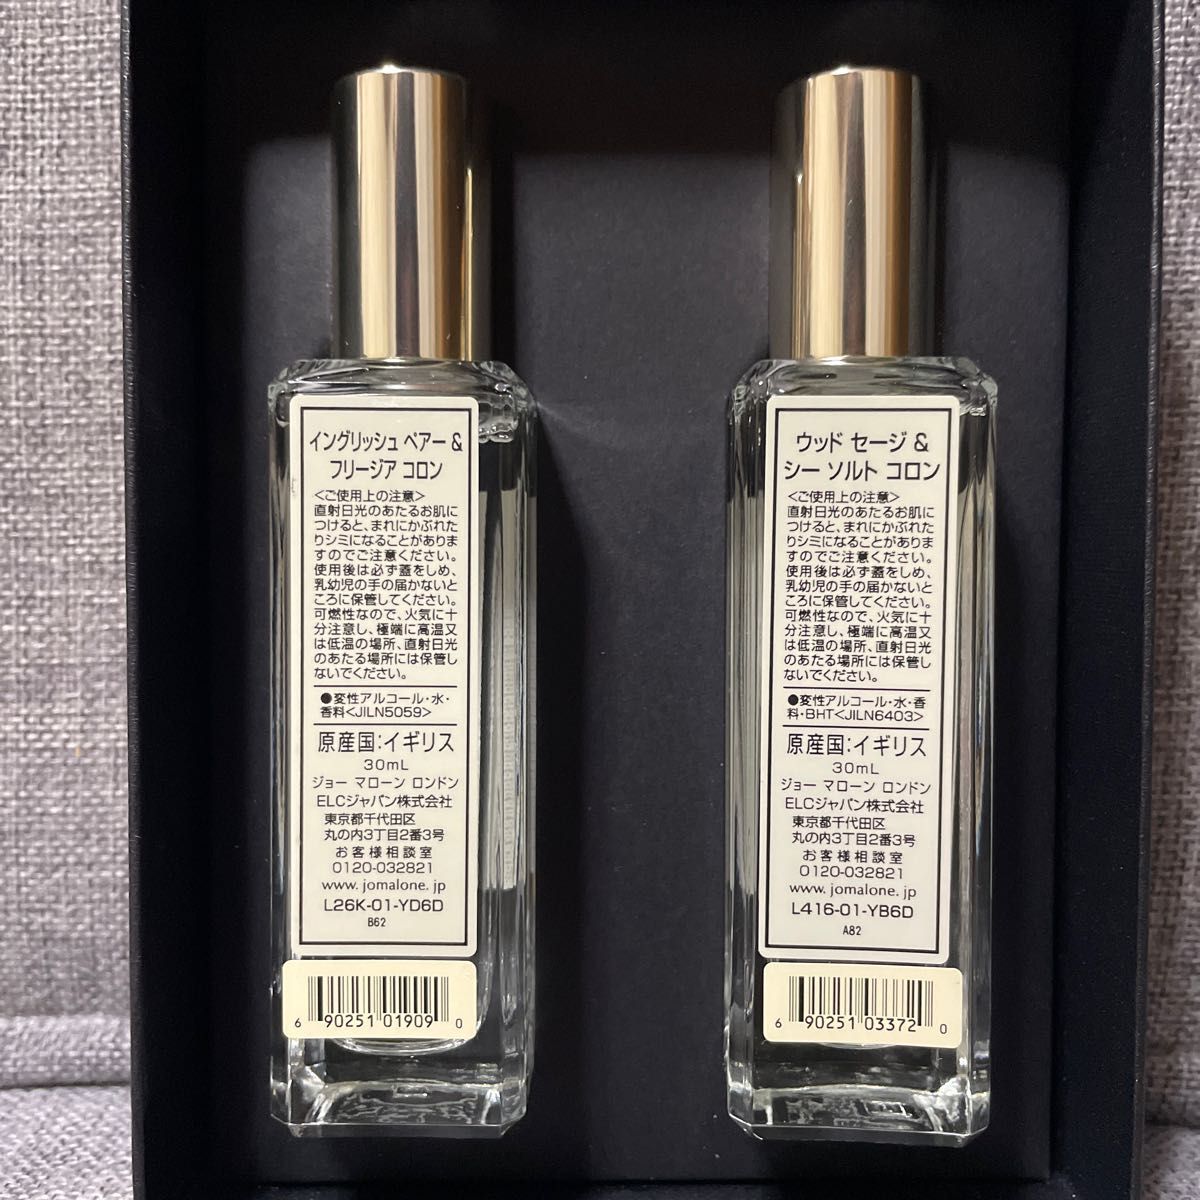 イングリッシュ ペアー &
フリージア コロン
<ご使用上の注意>
直射日光のあたるお肌に
つけると、まれにかぶれた
りシミになることがありま
すのでご注意ください。
使用後は必ず蓋をしめ、
乳幼児の手の届かないと
ころに保管してください。
可燃性なので、火気に十
分注意し、極端に高温又
は低温の場所、直射日光
のあたる場所には保管し
ないでください。
●変性アルコール・水・
香料<JILN5059>
原産国:イギリス
30mL
ジョー マローン ロンドン
ELCジャパン株式会社
東京都千代田区
丸の内3丁目2番3号
お客様相談室
0120-032821
www. jomalone. jp
L26K-01-YD6D
B62
6 90251 01909 0
ウッド セージ &
シー ソルト コロン
<ご使用上の注意>
直射日光のあたるお肌に
つけると、まれにかぶれた
りシミになることがありま
すのでご注意ください。
使用後は必ず蓋をしめ、
乳幼児の手の届かないと
ころに保管してください。
可燃性なので、火気に十
分注意し、極端に高温又
は低温の場所、直射日光
のあたる場所には保管し
ないでください。
●変性アルコール・水・香
料・BHT<JILN6403>
原産国:イギリス
30mL
ジョー マローン ロンドン
ELCジャパン株式会社
東京都千代田区
丸の内3丁目2番3号
お客様相談室
0120-032821
www. jomalone. jp
L416-01-YB6D
A82
6 90251 03372 0